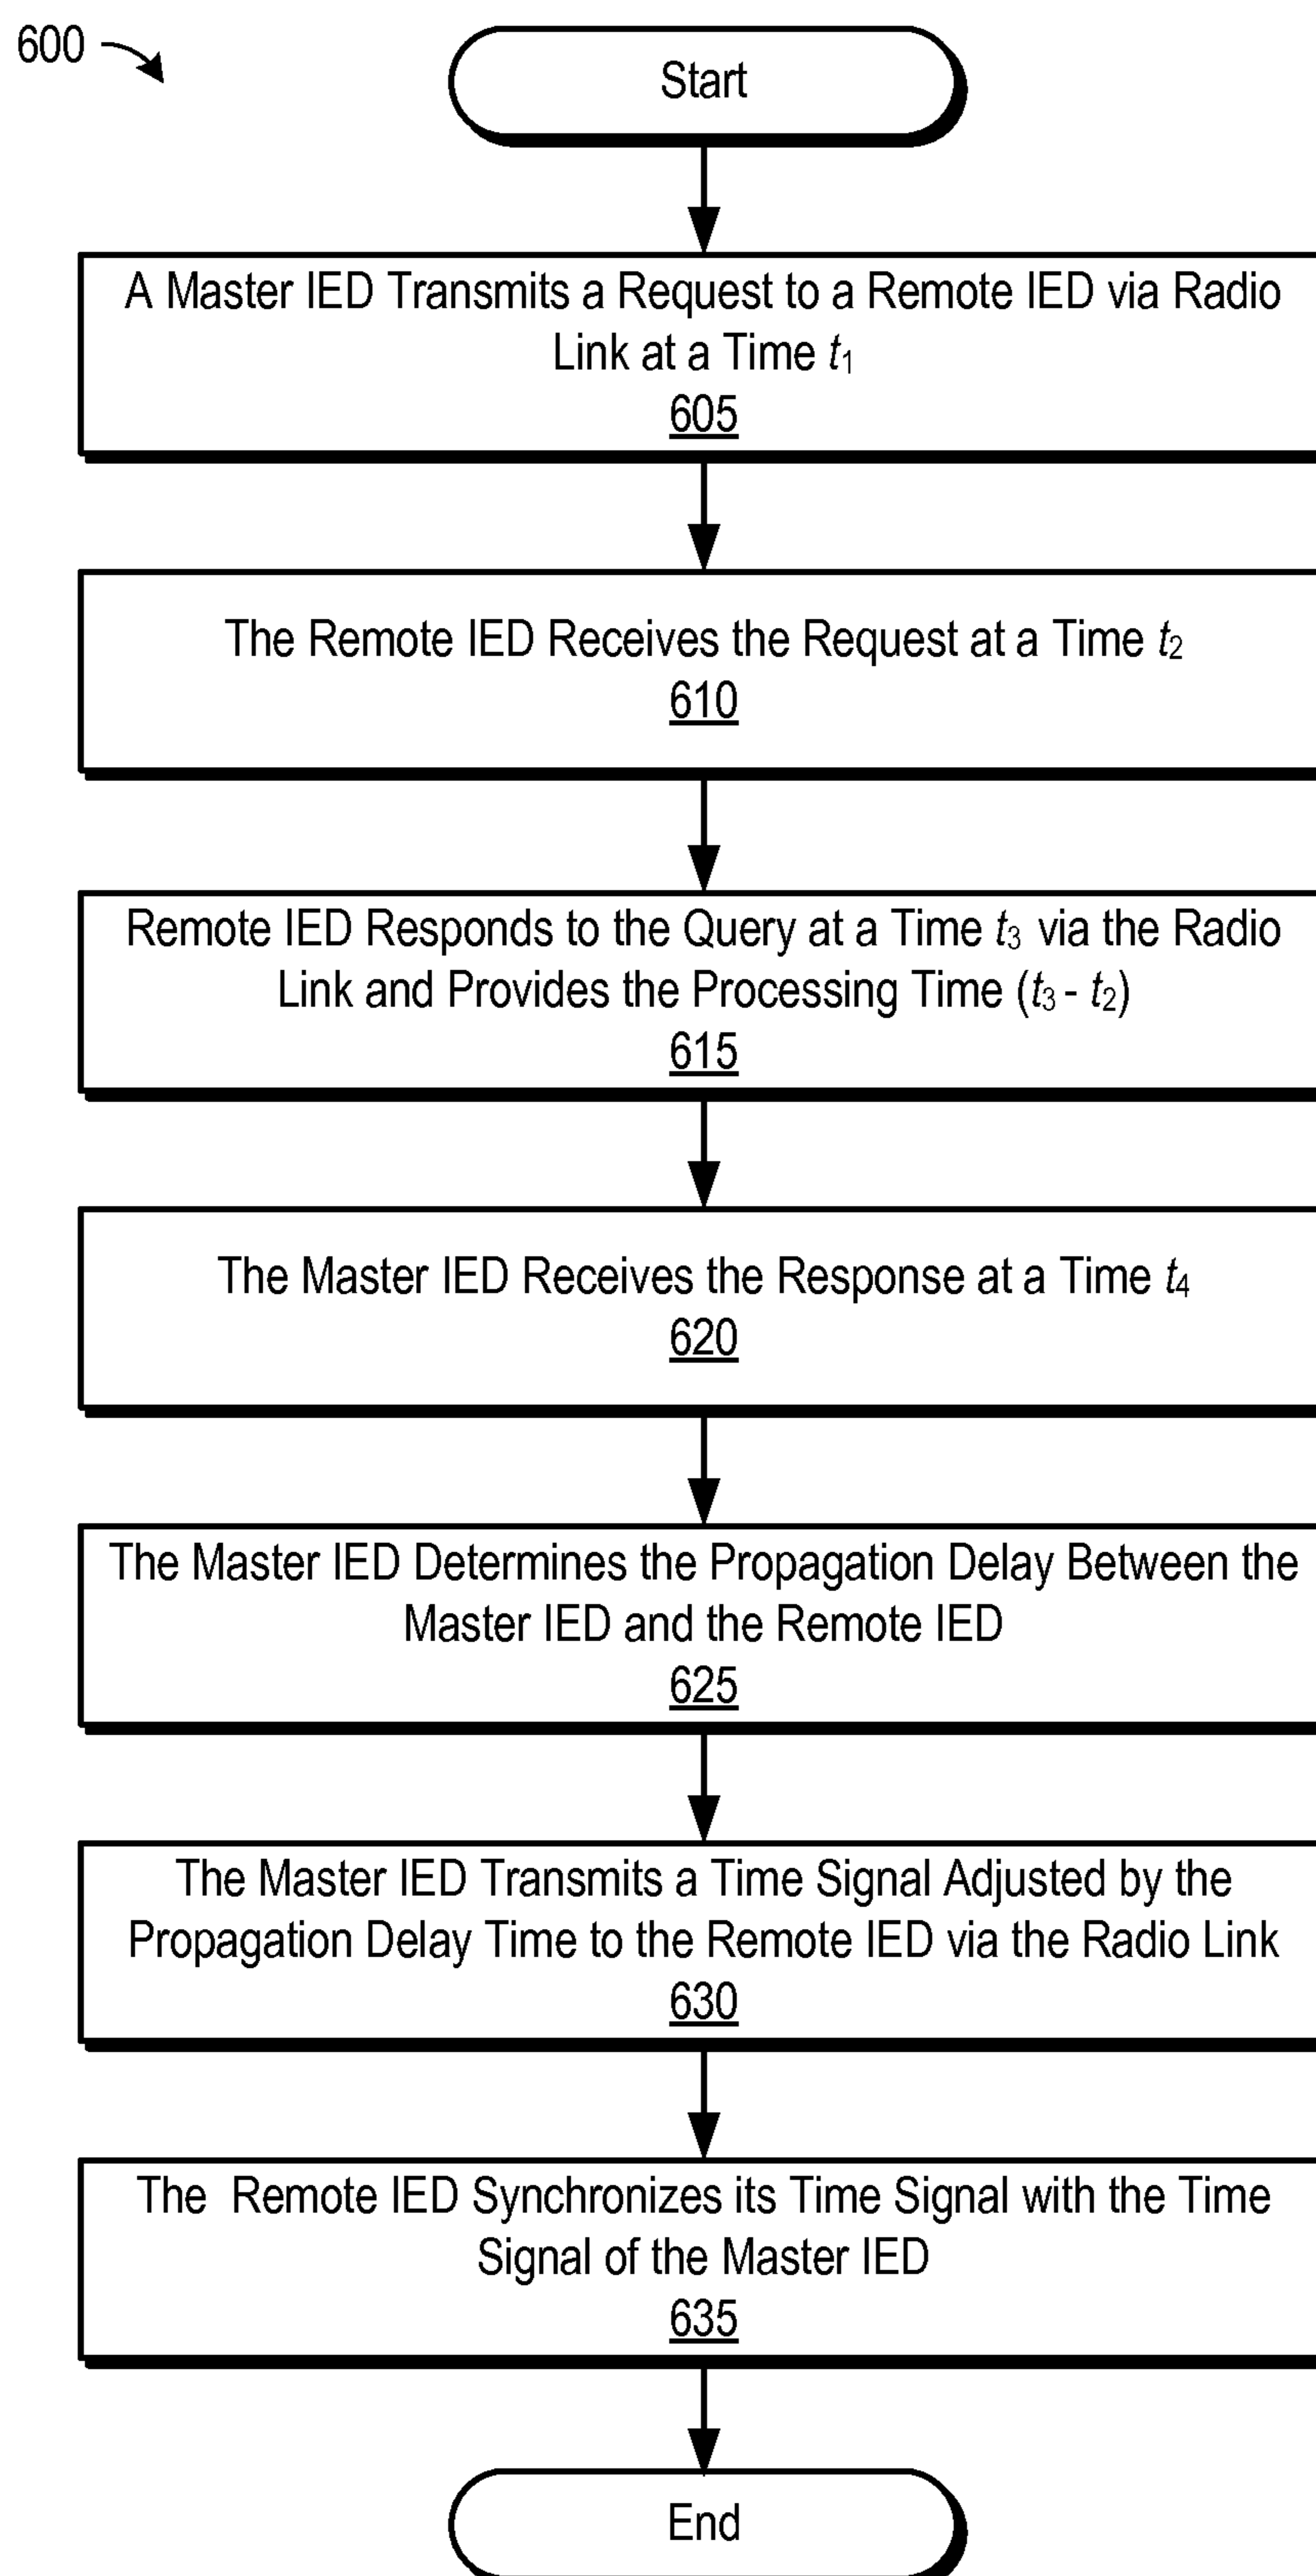 600
Start
A Master IED Transmits a Request to a Remote IED via Radio
Link at a Time t₁
605
The Remote IED Receives the Request at a Time t₂
610
Remote IED Responds to the Query at a Time t₃ via the Radio
Link and Provides the Processing Time (t₃ - t₂)
615
The Master IED Receives the Response at a Time t₄
620
The Master IED Determines the Propagation Delay Between the
Master IED and the Remote IED
625
The Master IED Transmits a Time Signal Adjusted by the
Propagation Delay Time to the Remote IED via the Radio Link
630
The Remote IED Synchronizes its Time Signal with the Time
Signal of the Master IED
635
End